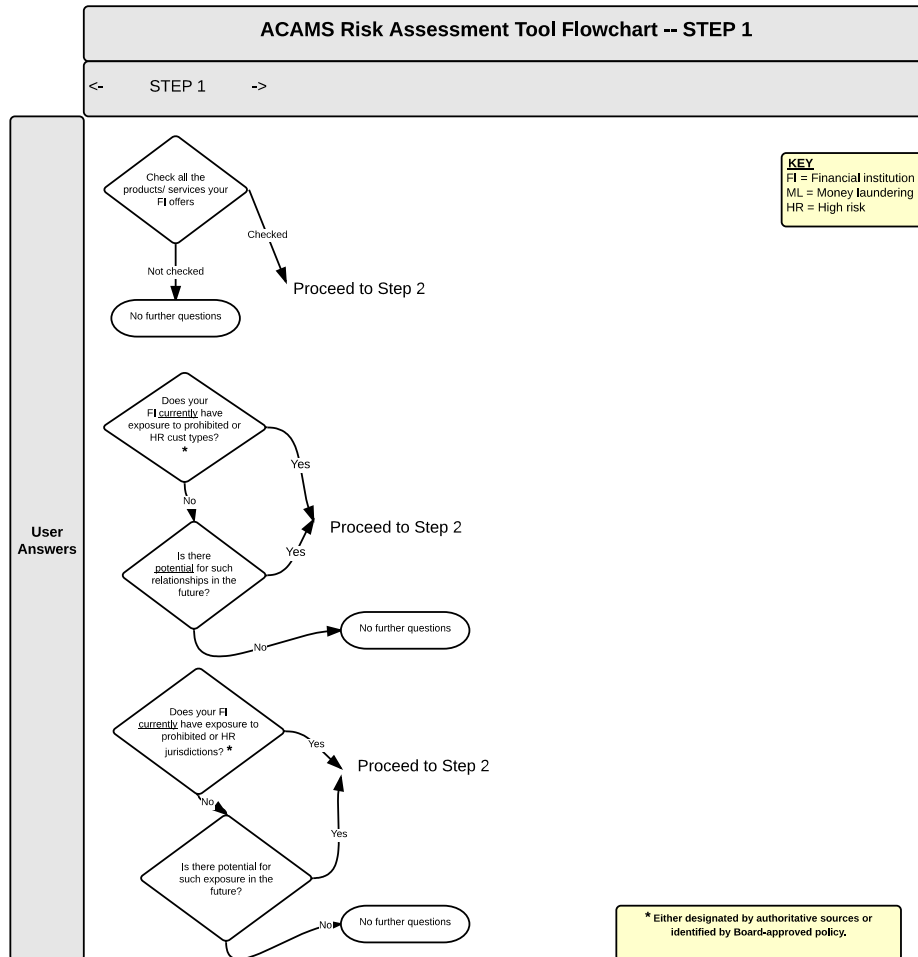 ACAMS Risk Assessment Tool Flowchart -- STEP 1
<- STEP 1 ->
KEY
FI = Financial institution
ML = Money laundering
HR = High risk
Check all the
products/ services your
FI offers
Checked
Not checked
Proceed to Step 2
No further questions
Does your
FI currently have
exposure to prohibited or
HR cust types?
*
Yes
No
Proceed to Step 2
User
Answers
Is there
potential for such
relationships in the
future?
Yes
No
No further questions
Does your FI
currently have exposure to
prohibited or HR
jurisdictions? *
Yes
Proceed to Step 2
No
Yes
Is there potential for
such exposure in the
future?
No
No further questions
* Either designated by authoritative sources or
identified by Board-approved policy.